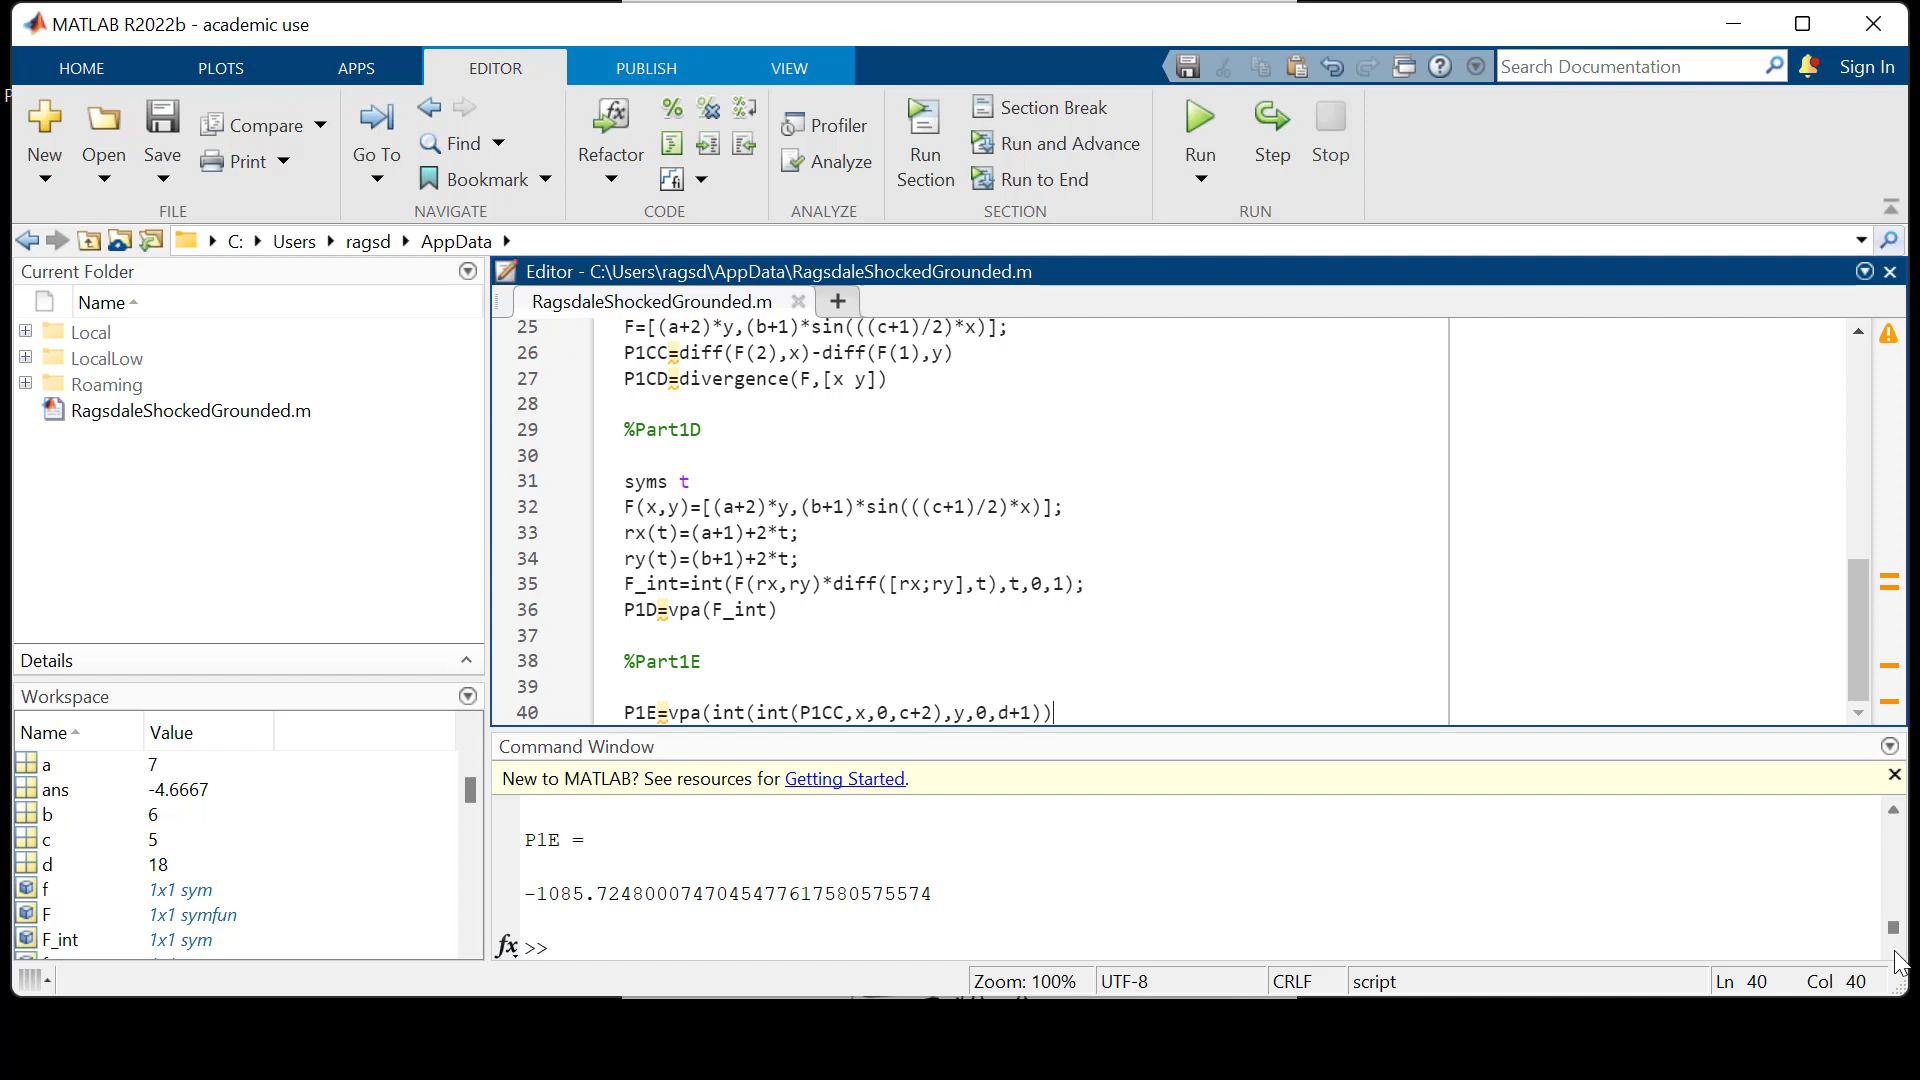 MATLAB R2022b - academic use
HOME PLOTS APPS EDITOR PUBLISH VIEW Search Documentation Sign In
New Open Save Compare Print
FILE
Go To Find Bookmark
NAVIGATE
Refactor
CODE
Profiler
Analyze
ANALYZE
Run Section
Section Break
Run and Advance
Run to End
SECTION
Run Step Stop
RUN
C: Users ragsd AppData
Current Folder
Name
Local
LocalLow
Roaming
RagsdaleShockedGrounded.m
Details
Workspace
Name Value
a 7
ans -4.6667
b 6
c 5
d 18
f 1x1 sym
F 1x1 symfun
F_int 1x1 sym
Editor - C:\Users\ragsd\AppData\RagsdaleShockedGrounded.m
RagsdaleShockedGrounded.m
25 F=[(a+2)*y,(b+1)*sin(((c+1)/2)*x)];
26 P1CC=diff(F(2),x)-diff(F(1),y)
27 P1CD=divergence(F,[x y])
28
29 %Part1D
30
31 syms t
32 F(x,y)=[(a+2)*y,(b+1)*sin(((c+1)/2)*x)];
33 rx(t)=(a+1)+2*t;
34 ry(t)=(b+1)+2*t;
35 F_int=int(F(rx,ry)*diff([rx;ry],t),t,0,1);
36 P1D=vpa(F_int)
37
38 %Part1E
39
40 P1E=vpa(int(int(P1CC,x,0,c+2),y,0,d+1))
Command Window
New to MATLAB? See resources for Getting Started.
P1E =
-1085.7248000747045477617580575574
fx >>
Zoom: 100% UTF-8 CRLF script Ln 40 Col 40